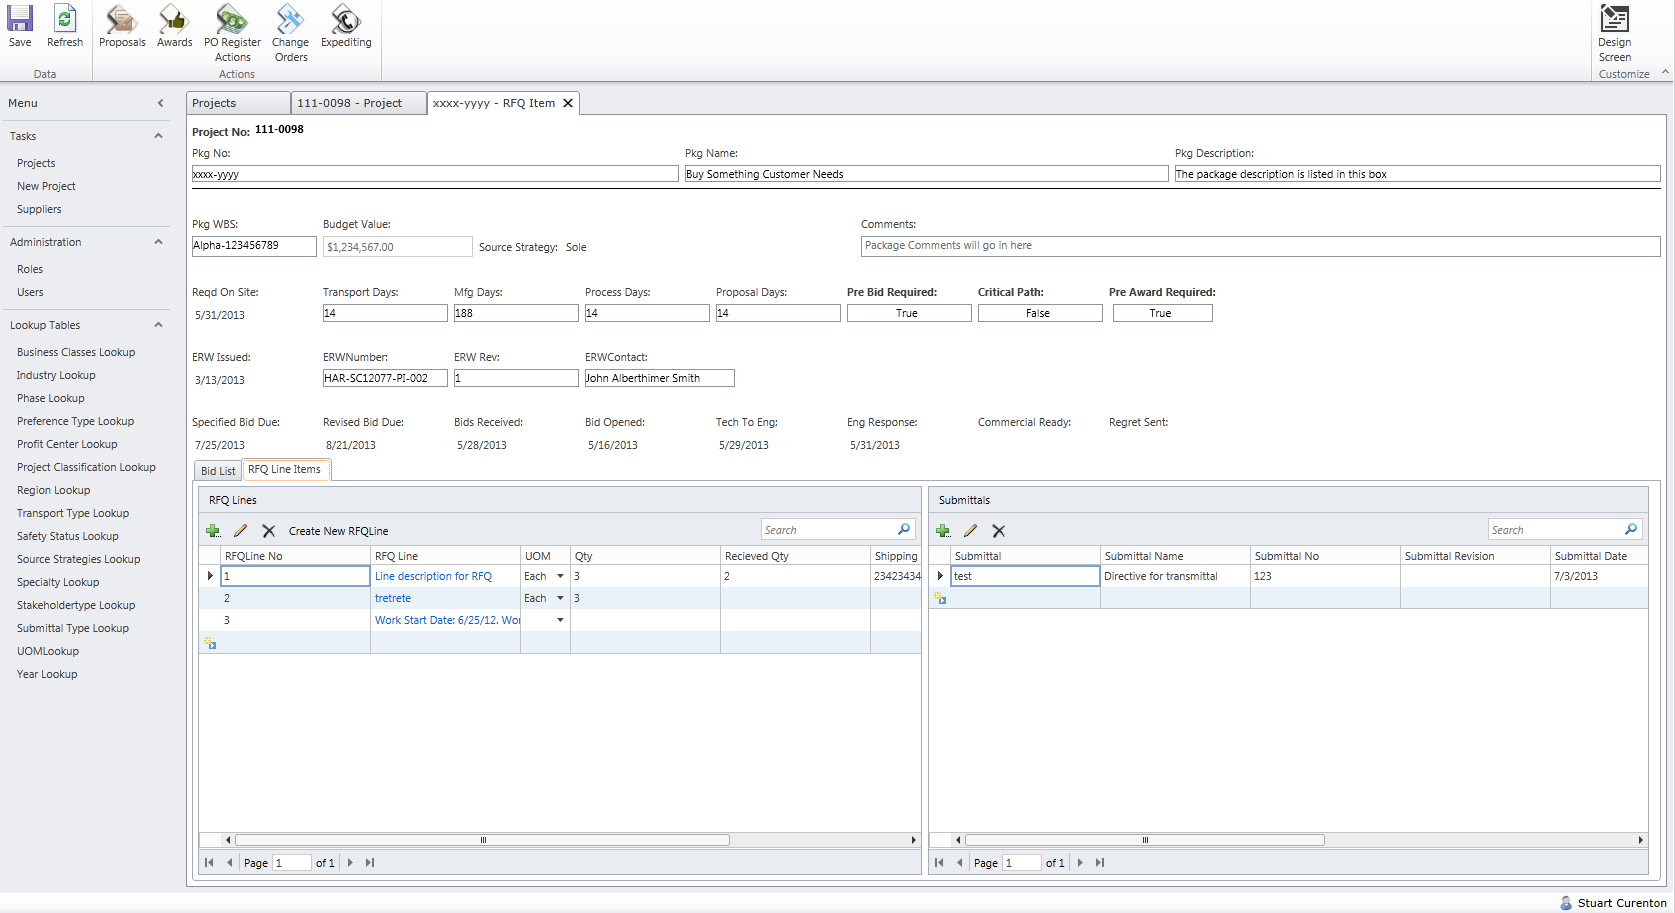 Save Refresh Proposals Awards PO Register Actions Change Orders Expediting Design Screen
Data Actions Customize
Menu
Tasks
Projects
New Project
Suppliers
Administration
Roles
Users
Lookup Tables
Business Classes Lookup
Industry Lookup
Phase Lookup
Preference Type Lookup
Profit Center Lookup
Project Classification Lookup
Region Lookup
Transport Type Lookup
Safety Status Lookup
Source Strategies Lookup
Specialty Lookup
Stakeholdertype Lookup
Submittal Type Lookup
UOMLookup
Year Lookup
Projects 111-0098 - Project xxxx-yyyy - RFQ Item
Project No: 111-0098
Pkg No: Pkg Name: Pkg Description:
xxxx-yyyy Buy Something Customer Needs The package description is listed in this box
Pkg WBS: Budget Value: Comments:
Alpha-123456789 $1,234,567.00 Source Strategy: Sole Package Comments will go in here
Reqd On Site: Transport Days: Mfg Days: Process Days: Proposal Days: Pre Bid Required: Critical Path: Pre Award Required:
5/31/2013 14 188 14 14 True False True
ERW Issued: ERWNumber: ERW Rev: ERWContact:
3/13/2013 HAR-SC12077-PI-002 1 John Alberthimer Smith
Specified Bid Due: Revised Bid Due: Bids Received: Bid Opened: Tech To Eng: Eng Response: Commercial Ready: Regret Sent:
7/25/2013 8/21/2013 5/28/2013 5/16/2013 5/29/2013 5/31/2013
Bid List RFQ Line Items
RFQ Lines
Create New RFQLine Search
RFQLine No RFQ Line UOM Qty Recieved Qty Shipping
1 Line description for RFQ Each 3 2 23423434
2 tretrete Each 3
3 Work Start Date: 6/25/12. Wor
Page 1 of 1
Submittals
Search
Submittal Submittal Name Submittal No Submittal Revision Submittal Date
test Directive for transmittal 123 7/3/2013
Page 1 of 1
Stuart Curenton